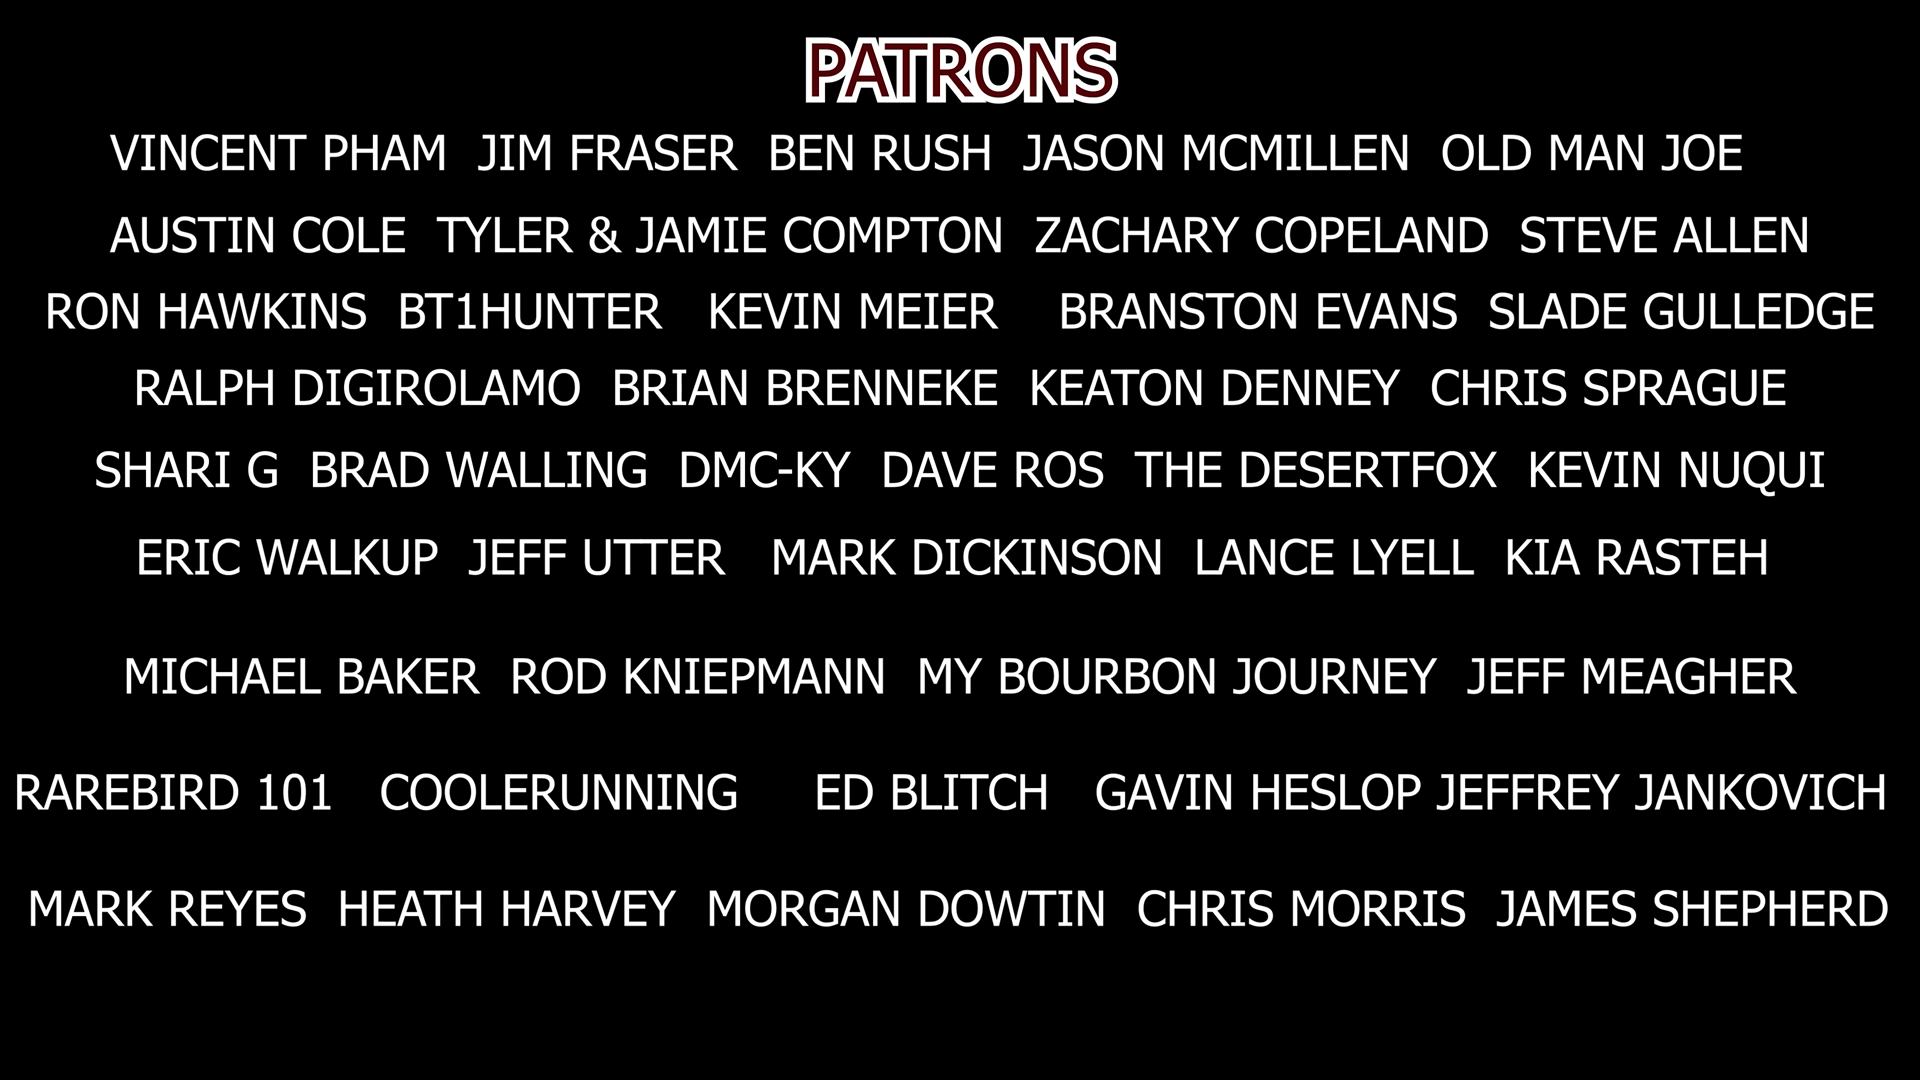 PATRONS
VINCENT PHAM JIM FRASER BEN RUSH JASON MCMILLEN OLD MAN JOE
AUSTIN COLE TYLER & JAMIE COMPTON ZACHARY COPELAND STEVE ALLEN
RON HAWKINS BT1HUNTER KEVIN MEIER BRANSTON EVANS SLADE GULLEDGE
RALPH DIGIROLAMO BRIAN BRENNEKE KEATON DENNEY CHRIS SPRAGUE
SHARI G BRAD WALLING DMC-KY DAVE ROS THE DESERTFOX KEVIN NUQUI
ERIC WALKUP JEFF UTTER MARK DICKINSON LANCE LYELL KIA RASTEH
MICHAEL BAKER ROD KNIEPMANN MY BOURBON JOURNEY JEFF MEAGHER
RAREBIRD 101 COOLERUNNING ED BLITCH GAVIN HESLOP JEFFREY JANKOVICH
MARK REYES HEATH HARVEY MORGAN DOWTIN CHRIS MORRIS JAMES SHEPHERD